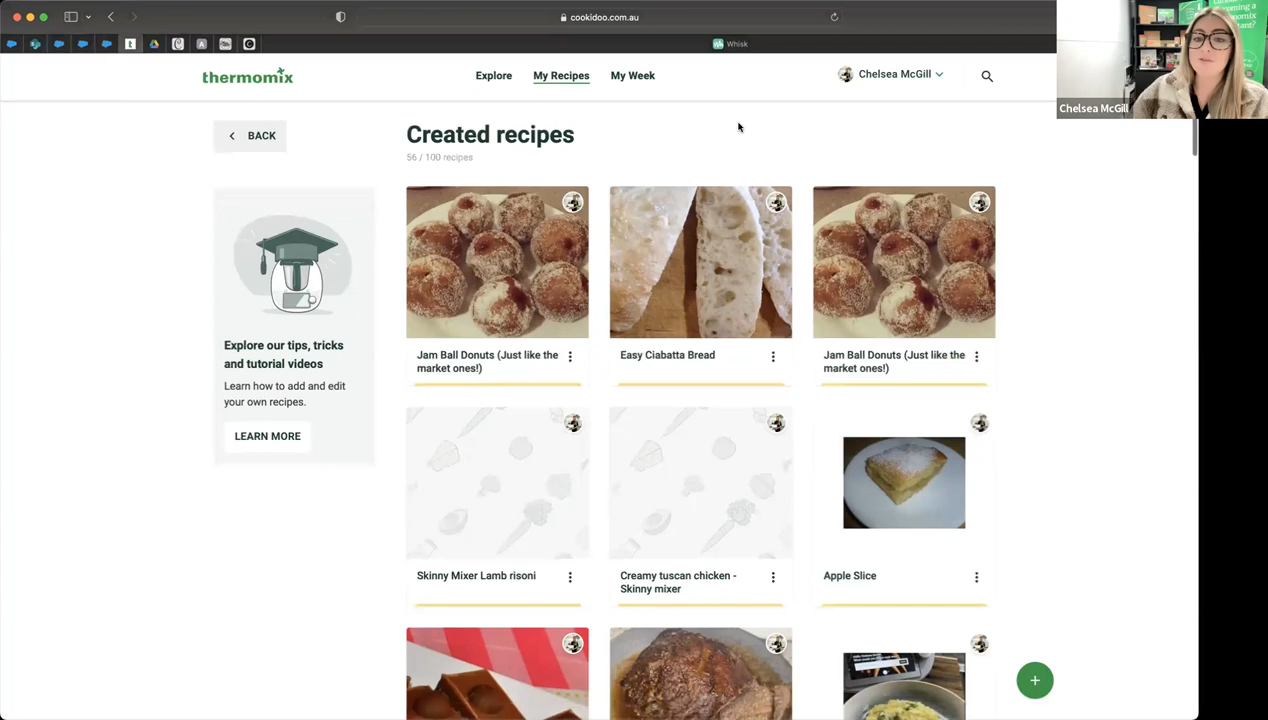 cookidoo.com.au
Whisk
thermomix
Explore
My Recipes
My Week
Chelsea McGill
Chelsea McGill
BACK
Created recipes
56 / 100 recipes
Explore our tips, tricks
and tutorial videos
Learn how to add and edit
your own recipes.
LEARN MORE
Jam Ball Donuts (Just like the
market ones!)
Easy Ciabatta Bread
Jam Ball Donuts (Just like the
market ones!)
Skinny Mixer Lamb risoni
Creamy tuscan chicken -
Skinny mixer
Apple Slice